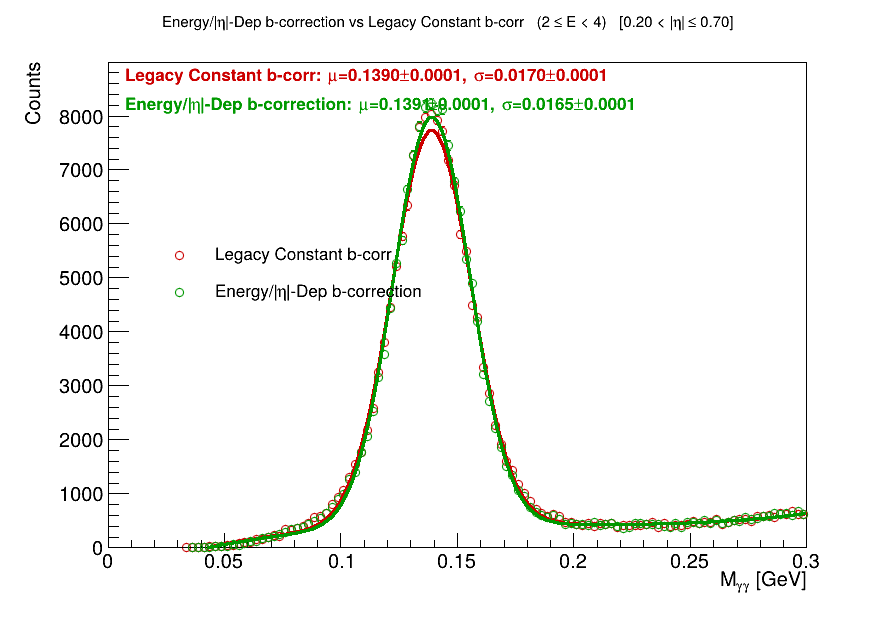 Energy/|η|-Dep b-correction vs Legacy Constant b-corr (2 ≤ E < 4) [0.20 < |η| ≤ 0.70]
Counts
Legacy Constant b-corr: μ=0.1390±0.0001, σ=0.0170±0.0001
Energy/|η|-Dep b-correction: μ=0.1391±0.0001, σ=0.0165±0.0001
8000
7000
6000
5000
4000
3000
2000
1000
0
Legacy Constant b-corr
Energy/|η|-Dep b-correction
0 0.05 0.1 0.15 0.2 0.25 0.3
Mγγ [GeV]